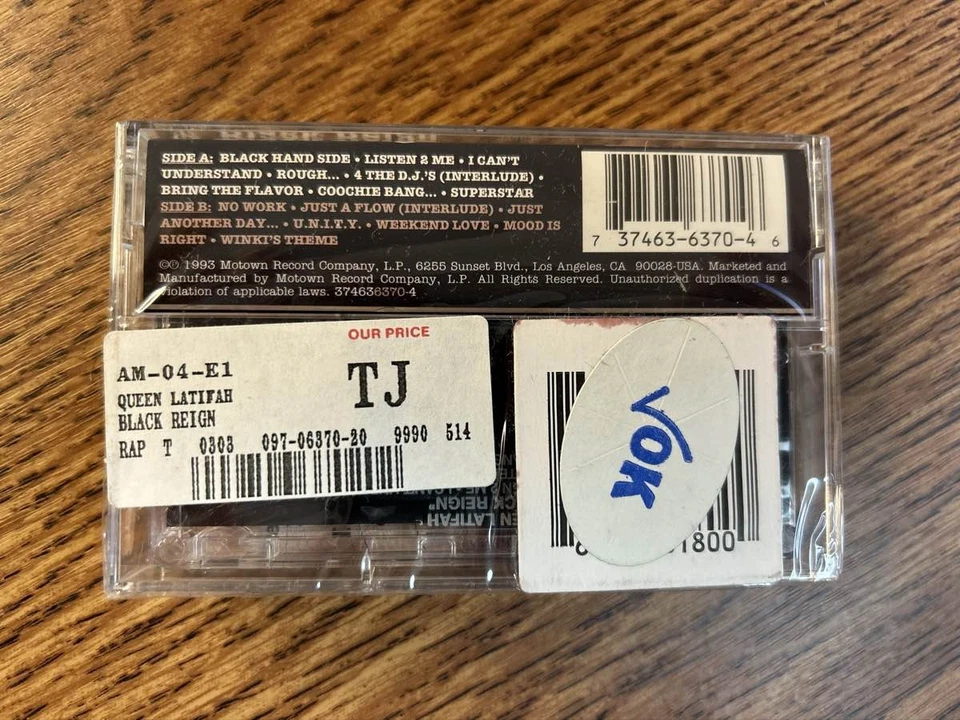 SIDE A: BLACK HAND SIDE • LISTEN 2 ME • I CAN'T
UNDERSTAND • ROUGH... • 4 THE D.J.'S (INTERLUDE) •
BRING THE FLAVOR • COOCHIE BANG... • SUPERSTAR
SIDE B: NO WORK • JUST A FLOW (INTERLUDE) • JUST
ANOTHER DAY... • U.N.I.T.Y. • WEEKEND LOVE • MOOD IS
RIGHT • WINKI'S THEME
7 37463-6370-4 6
©℗ 1993 Motown Record Company, L.P., 6255 Sunset Blvd., Los Angeles, CA 90028-USA. Marketed and
Manufactured by Motown Record Company, L.P. All Rights Reserved. Unauthorized duplication is a
violation of applicable laws. 374636370-4
OUR PRICE
TJ
AM-04-E1
QUEEN LATIFAH
BLACK REIGN
RAP T 0303 097-06370-20 9990 514
√OK
1800
LATIFAH
REIGN"